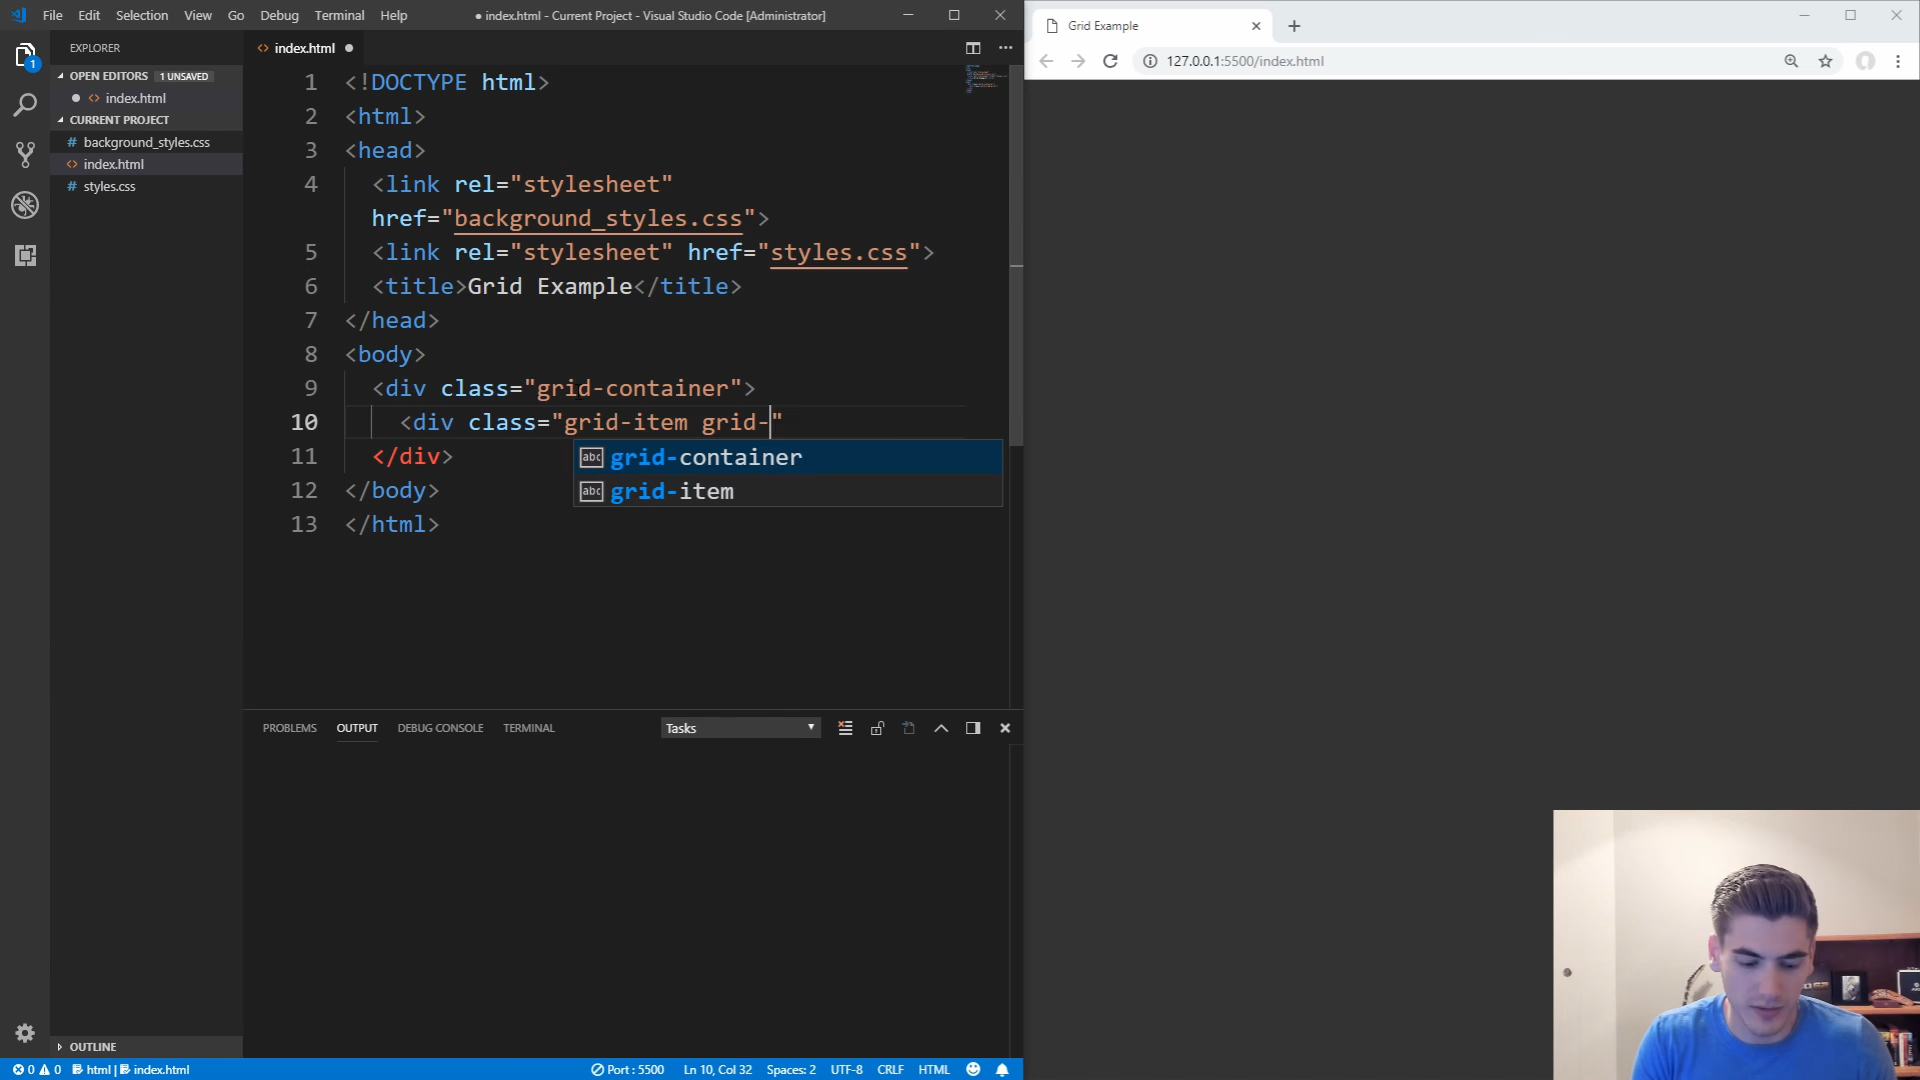 File Edit Selection View Go Debug Terminal Help
● index.html - Current Project - Visual Studio Code [Administrator]
EXPLORER
OPEN EDITORS 1 UNSAVED
index.html
CURRENT PROJECT
background_styles.css
index.html
styles.css
OUTLINE
1
index.html
1 <!DOCTYPE html>
2 <html>
3 <head>
4 <link rel="stylesheet"
href="background_styles.css">
5 <link rel="stylesheet" href="styles.css">
6 <title>Grid Example</title>
7 </head>
8 <body>
9 <div class="grid-container">
10 <div class="grid-item grid-"
11 </div>
12 </body>
13 </html>
abc grid-container
abc grid-item
PROBLEMS OUTPUT DEBUG CONSOLE TERMINAL Tasks
0 0 html | index.html Port : 5500 Ln 10, Col 32 Spaces: 2 UTF-8 CRLF HTML
Grid Example
127.0.0.1:5500/index.html